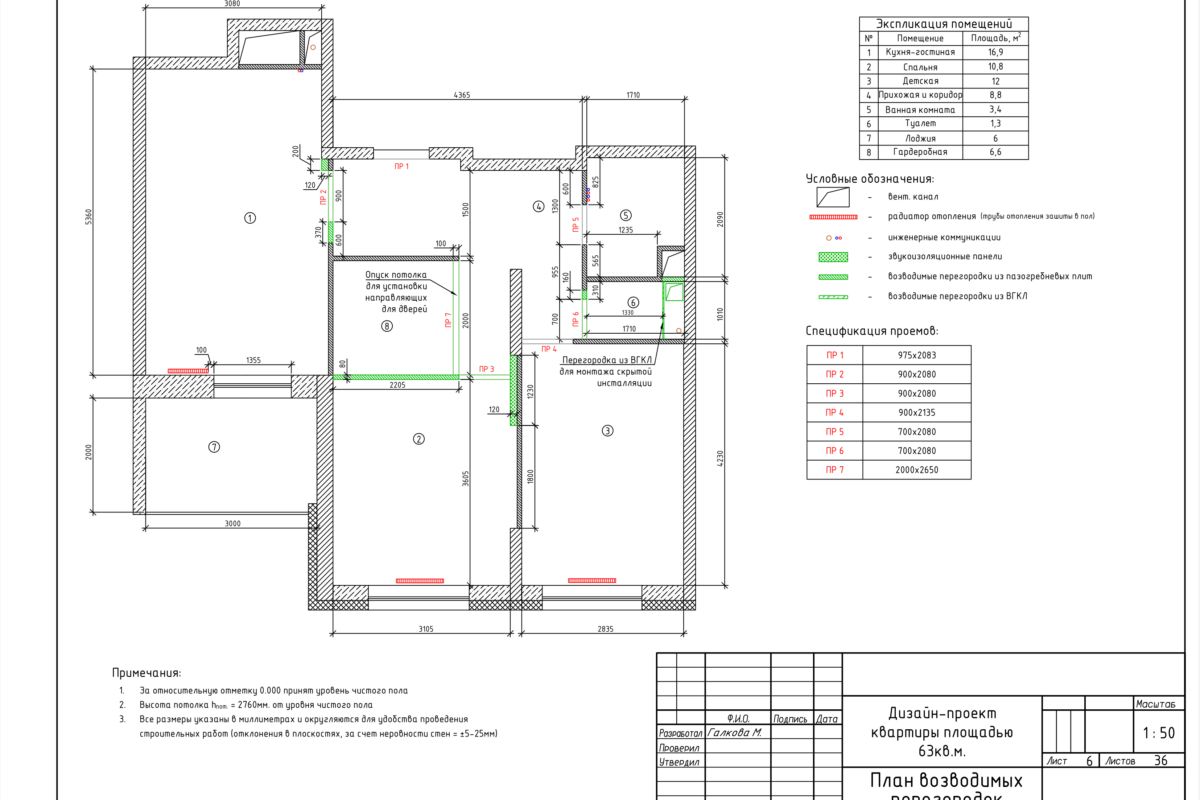 3080
Экспликация помещений
№ Помещение Площадь, м²
1 Кухня-гостиная 16,9
2 Спальня 10,8
3 Детская 12
4 Прихожая и коридор 8,8
5 Ванная комната 3,4
6 Туалет 1,3
7 Лоджия 6
8 Гардеробная 6,6
Условные обозначения:
- вент. канал
- радиатор отопления (трубы отопления зашиты в пол)
- инженерные коммуникации
- звукоизоляционные панели
- возводимые перегородки из пазогребневых плит
- возводимые перегородки из ВГКЛ
Спецификация проемов:
ПР 1 975х2083
ПР 2 900х2080
ПР 3 900х2080
ПР 4 900х2135
ПР 5 700х2080
ПР 6 700х2080
ПР 7 2000х2650
4365
1710
200
ПР 1
120
ПР 2
900
370
600
1500
5360
1
4
600
1300
825
ПР 5
5
1235
2090
565
955
160
310
100
Опуск потолка
для установки
направляющих
для дверей
8
ПР 7
2000
6
1330
1710
700
ПР 6
1010
ПР 4
Перегородка из ВГКЛ
для монтажа скрытой
инсталляции
100
1355
80
2205
ПР 3
1230
120
2
3
7
2000
3605
1800
4230
3000
3105
2835
Примечания:
1. За относительную отметку 0.000 принят уровень чистого пола
2. Высота потолка hпот. = 2760мм. от уровня чистого пола
3. Все размеры указаны в миллиметрах и округляются для удобства проведения
строительных работ (отклонения в плоскостях, за счет неровности стен = ±5-25мм)
Ф.И.О. Подпись Дата
Разработал Галкова М.
Проверил
Утвердил
Дизайн-проект
квартиры площадью
63кв.м.
Масштаб
1 : 50
Лист 6 Листов 36
План возводимых
перегородок